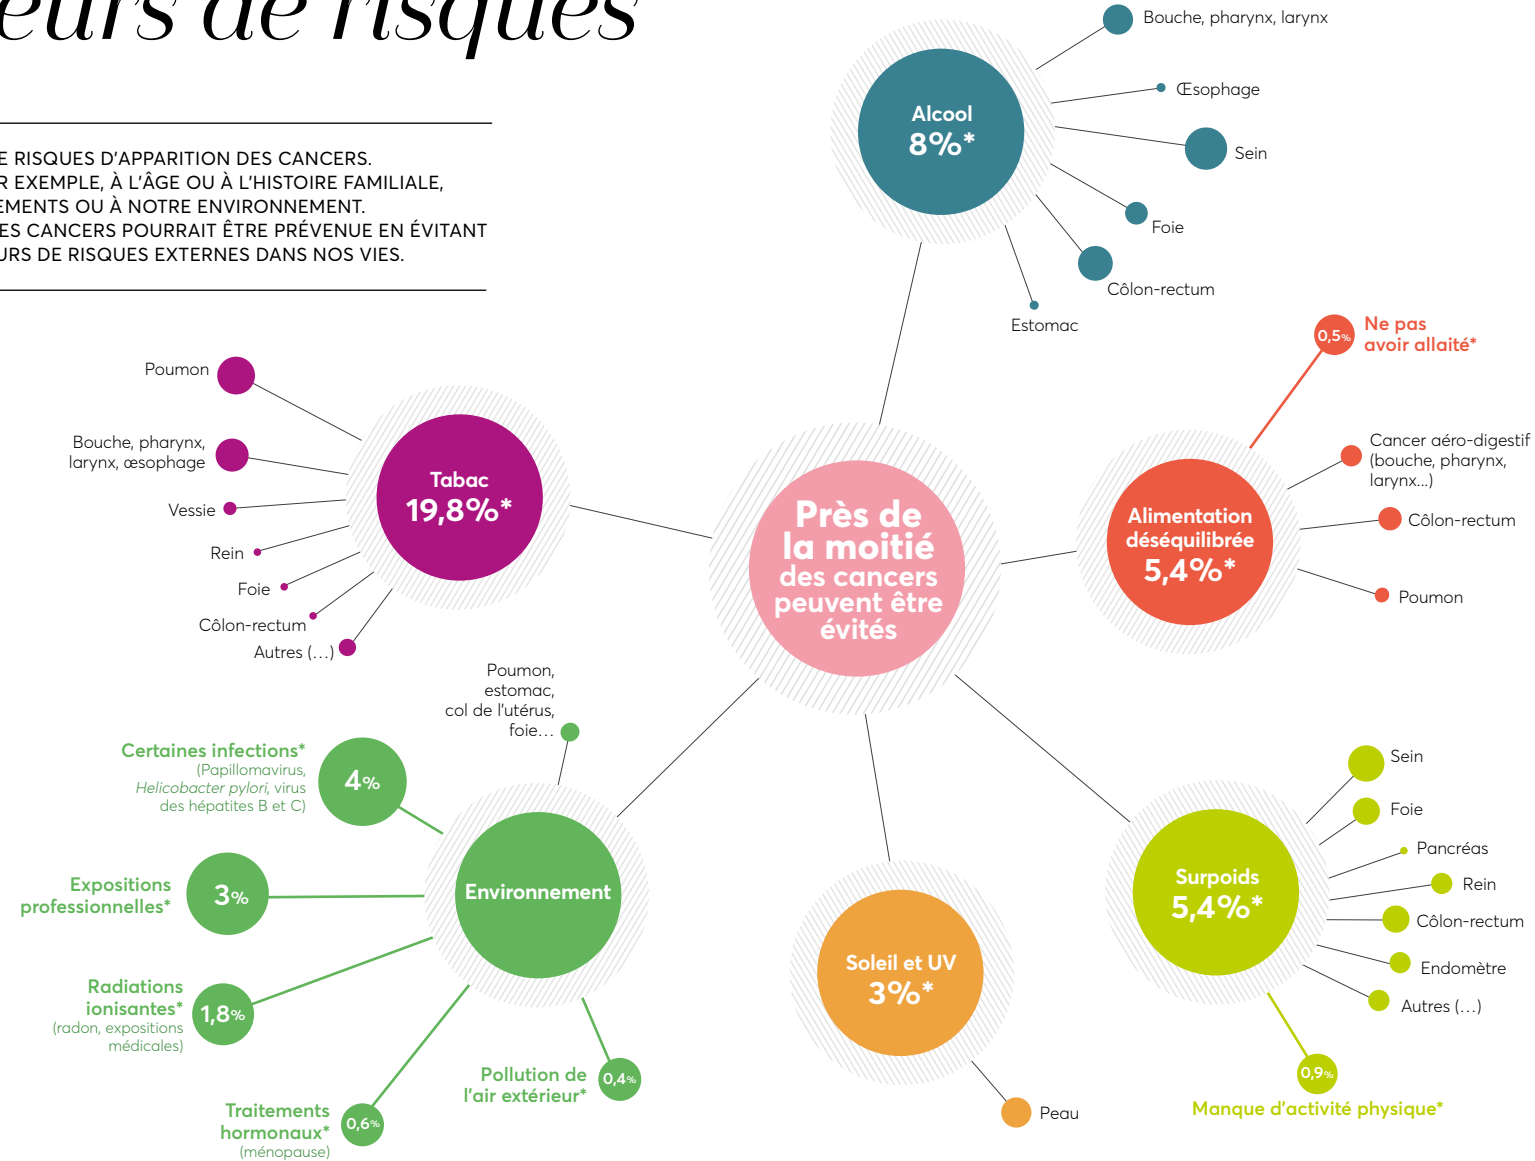 eurs de risques
E RISQUES D'APPARITION DES CANCERS.
R EXEMPLE, À L'ÂGE OU À L'HISTOIRE FAMILIALE,
EMENTS OU À NOTRE ENVIRONNEMENT.
ES CANCERS POURRAIT ÊTRE PRÉVENUE EN ÉVITANT
URS DE RISQUES EXTERNES DANS NOS VIES.
Alcool
8%*
Bouche, pharynx, larynx
Œsophage
Sein
Foie
Côlon-rectum
Estomac
Tabac
19,8%*
Poumon
Bouche, pharynx,
larynx, œsophage
Vessie
Rein
Foie
Côlon-rectum
Autres (…)
Près de
la moitié
des cancers
peuvent être
évités
Alimentation
déséquilibrée
5,4%*
0,5%
Ne pas
avoir allaité*
Cancer aéro-digestif
(bouche, pharynx,
larynx...)
Côlon-rectum
Poumon
Environnement
Poumon,
estomac,
col de l'utérus,
foie…
Certaines infections*
(Papillomavirus,
Helicobacter pylori, virus
des hépatites B et C)
4%
Expositions
professionnelles*
3%
Radiations
ionisantes*
(radon, expositions
médicales)
1,8%
Traitements
hormonaux*
(ménopause)
0,6%
Pollution de
l'air extérieur*
0,4%
Soleil et UV
3%*
Peau
Surpoids
5,4%*
Sein
Foie
Pancréas
Rein
Côlon-rectum
Endomètre
Autres (…)
0,9%
Manque d'activité physique*